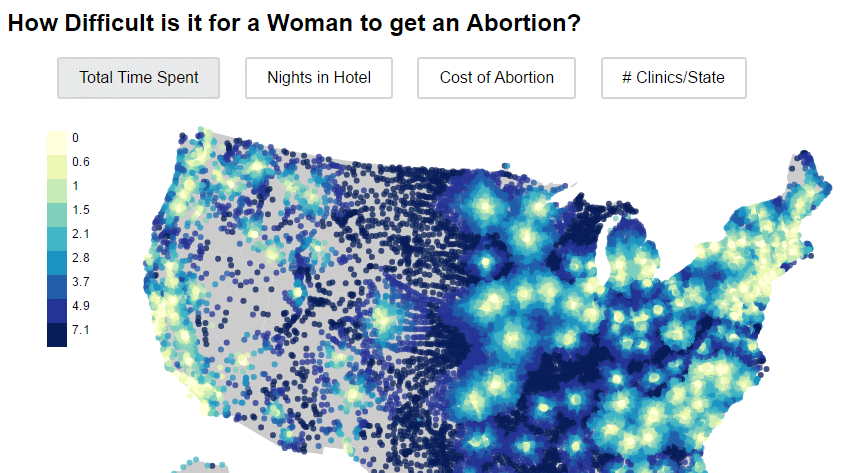 How Difficult is it for a Woman to get an Abortion?
Total Time Spent
Nights in Hotel
Cost of Abortion
# Clinics/State
0
0.6
1
1.5
2.1
2.8
3.7
4.9
7.1